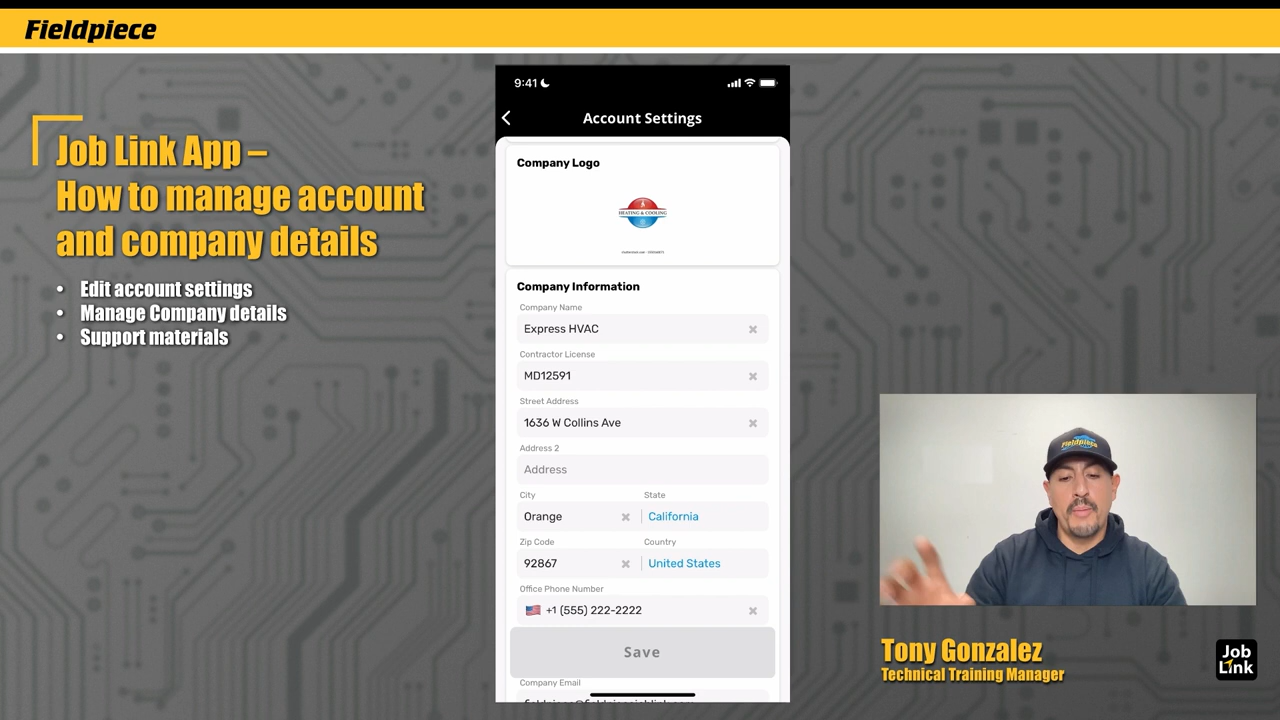 Fieldpiece
Job Link App –
How to manage account
and company details
• Edit account settings
• Manage Company details
• Support materials
9:41
Account Settings
Company Logo
HEATING & COOLING
Company Information
Company Name
Express HVAC
Contractor License
MD12591
Street Address
1636 W Collins Ave
Address 2
Address
City
State
Orange
California
Zip Code
Country
92867
United States
Office Phone Number
+1 (555) 222-2222
Save
Company Email
Fieldpiece
Tony Gonzalez
Technical Training Manager
Job
Link